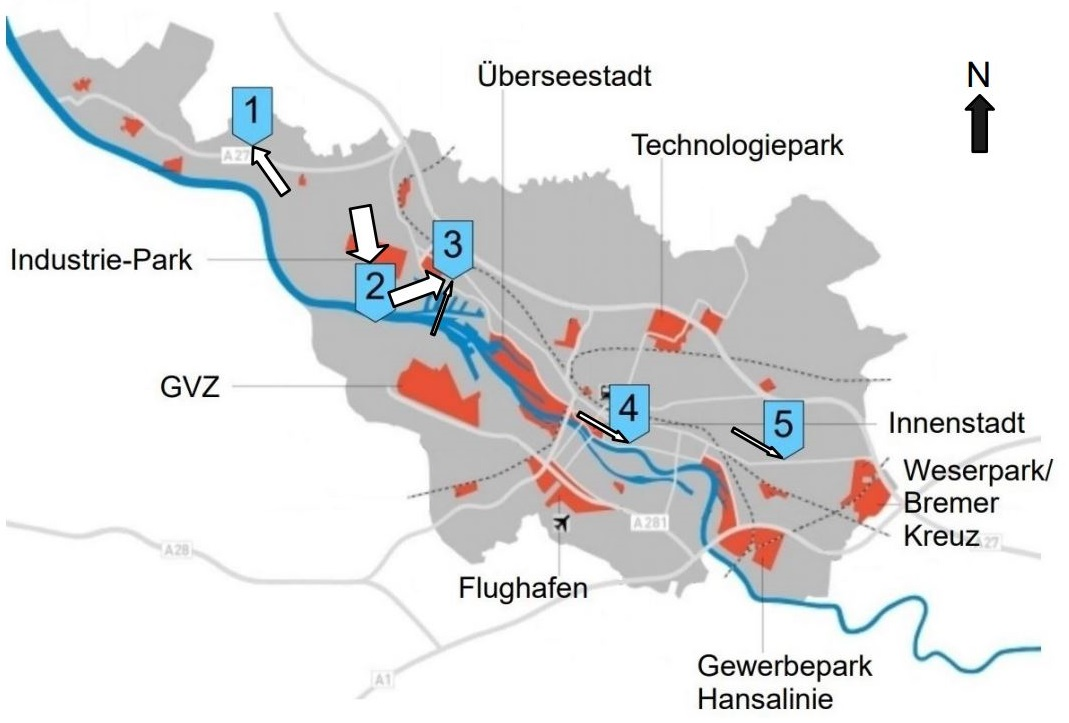 Überseestadt
N
1
Technologiepark
A 27
3
Industrie-Park
2
GVZ
4
5
Innenstadt
Weserpark/
Bremer
Kreuz
A27
A281
A28
Flughafen
Gewerbepark
Hansalinie
A1